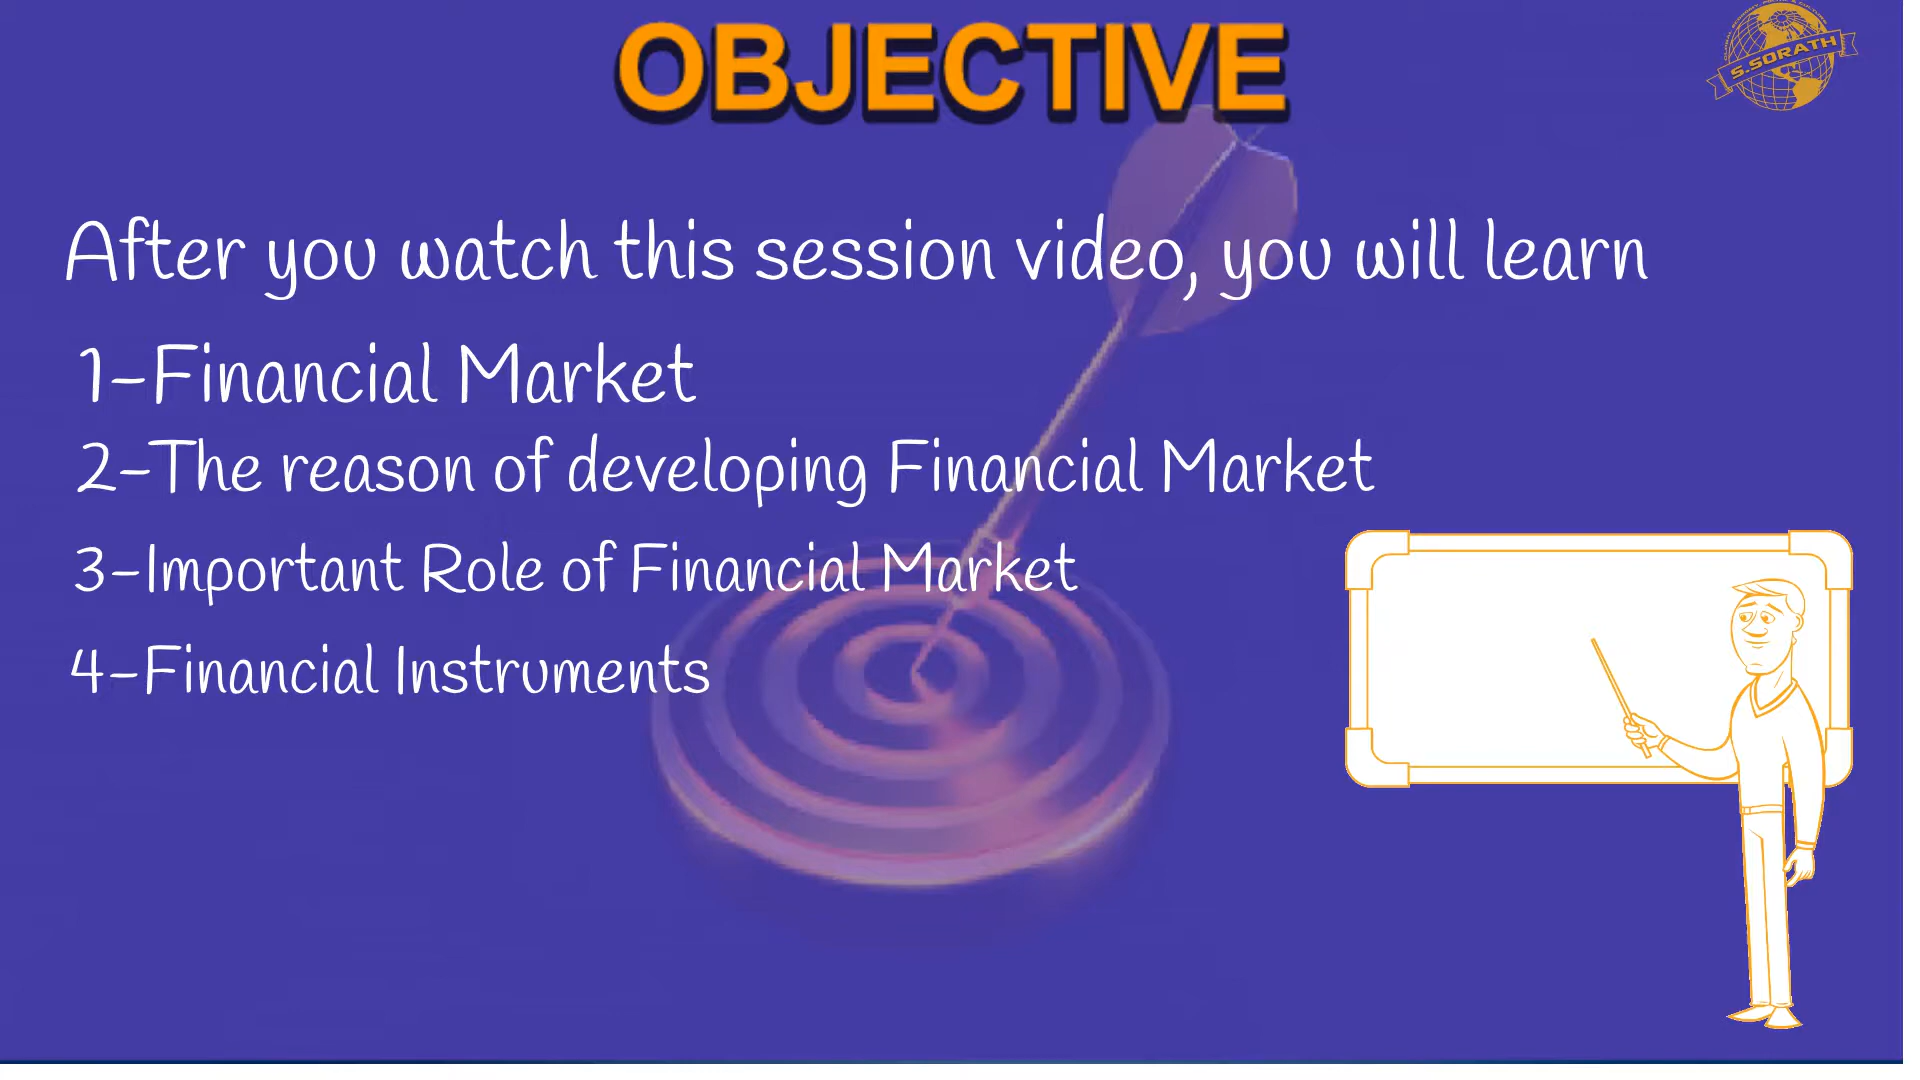 OBJECTIVE
S.SORATH
After you watch this session video, you will learn
1-Financial Market
2-The reason of developing Financial Market
3-Important Role of Financial Market
4-Financial Instruments